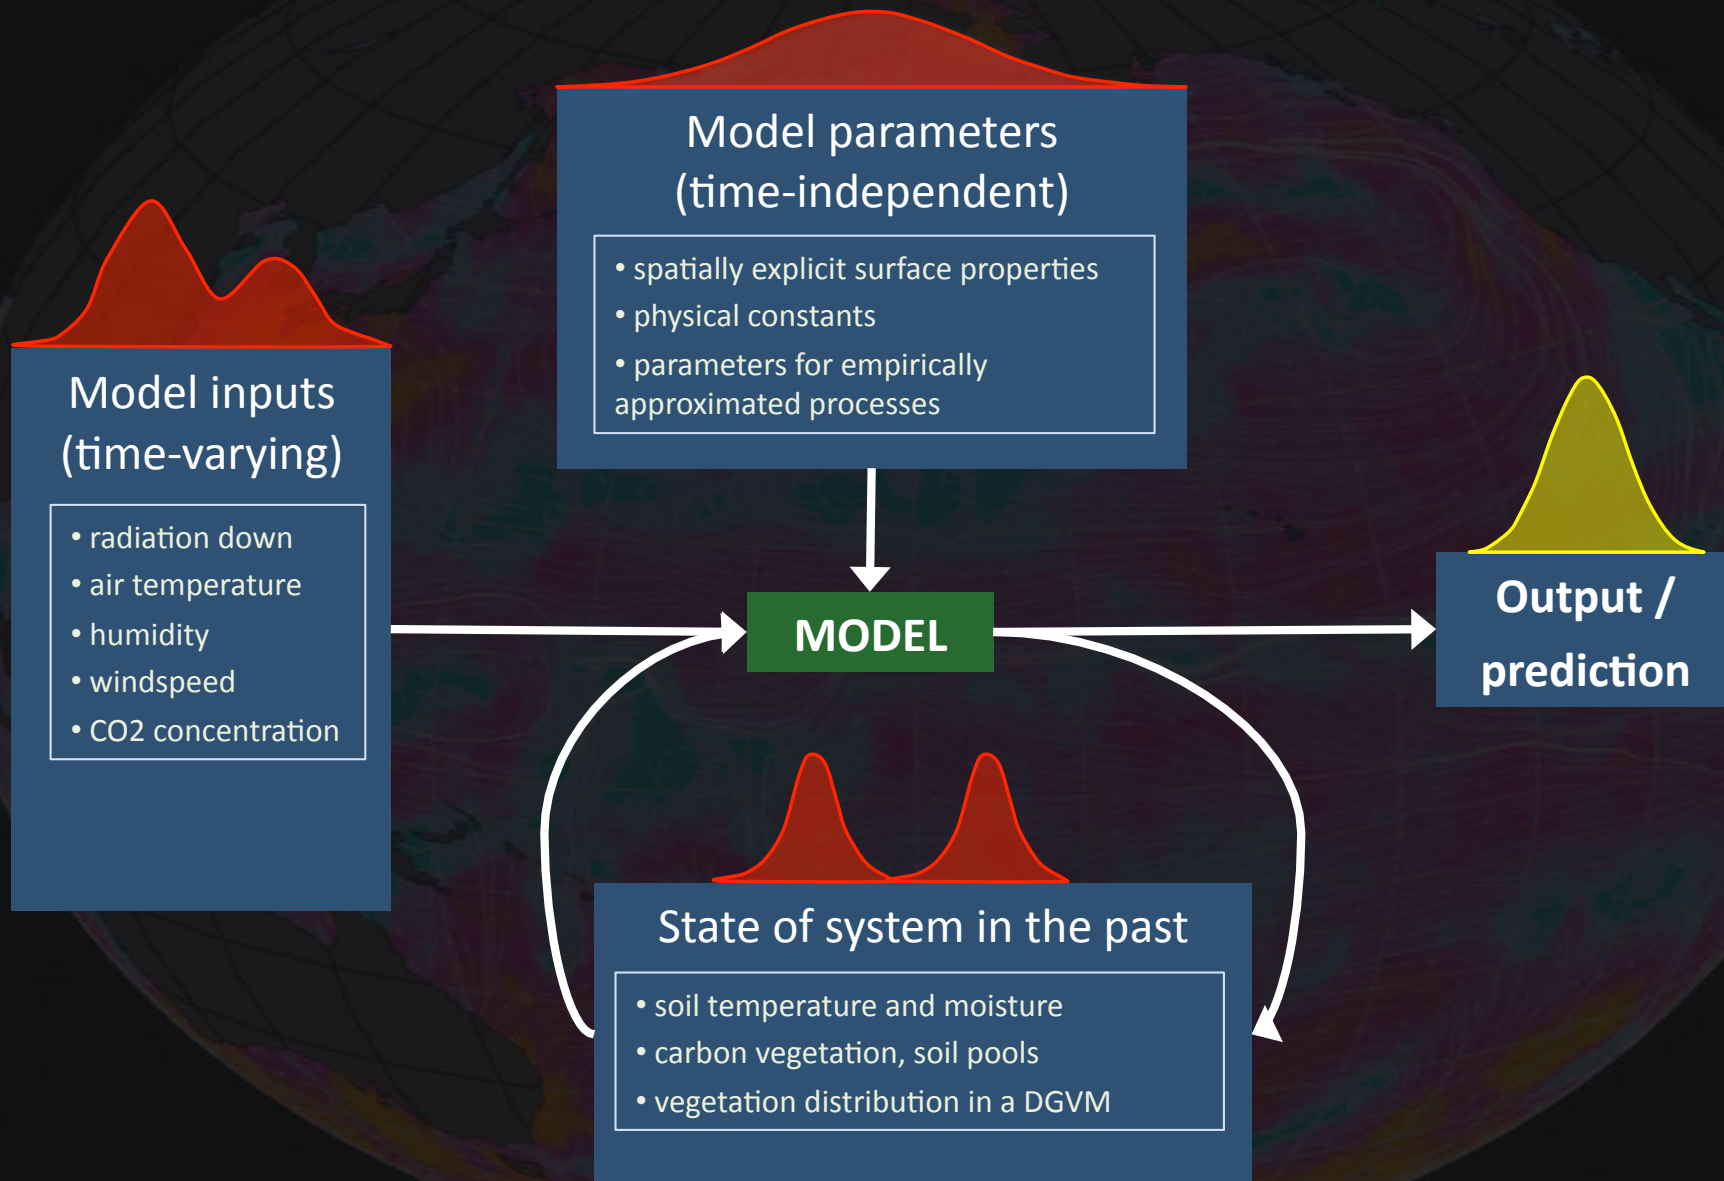 Model parameters
(time-independent)
• spatially explicit surface properties
• physical constants
• parameters for empirically
approximated processes
Model inputs
(time-varying)
• radiation down
• air temperature
• humidity
• windspeed
• CO2 concentration
MODEL
Output /
prediction
State of system in the past
• soil temperature and moisture
• carbon vegetation, soil pools
• vegetation distribution in a DGVM